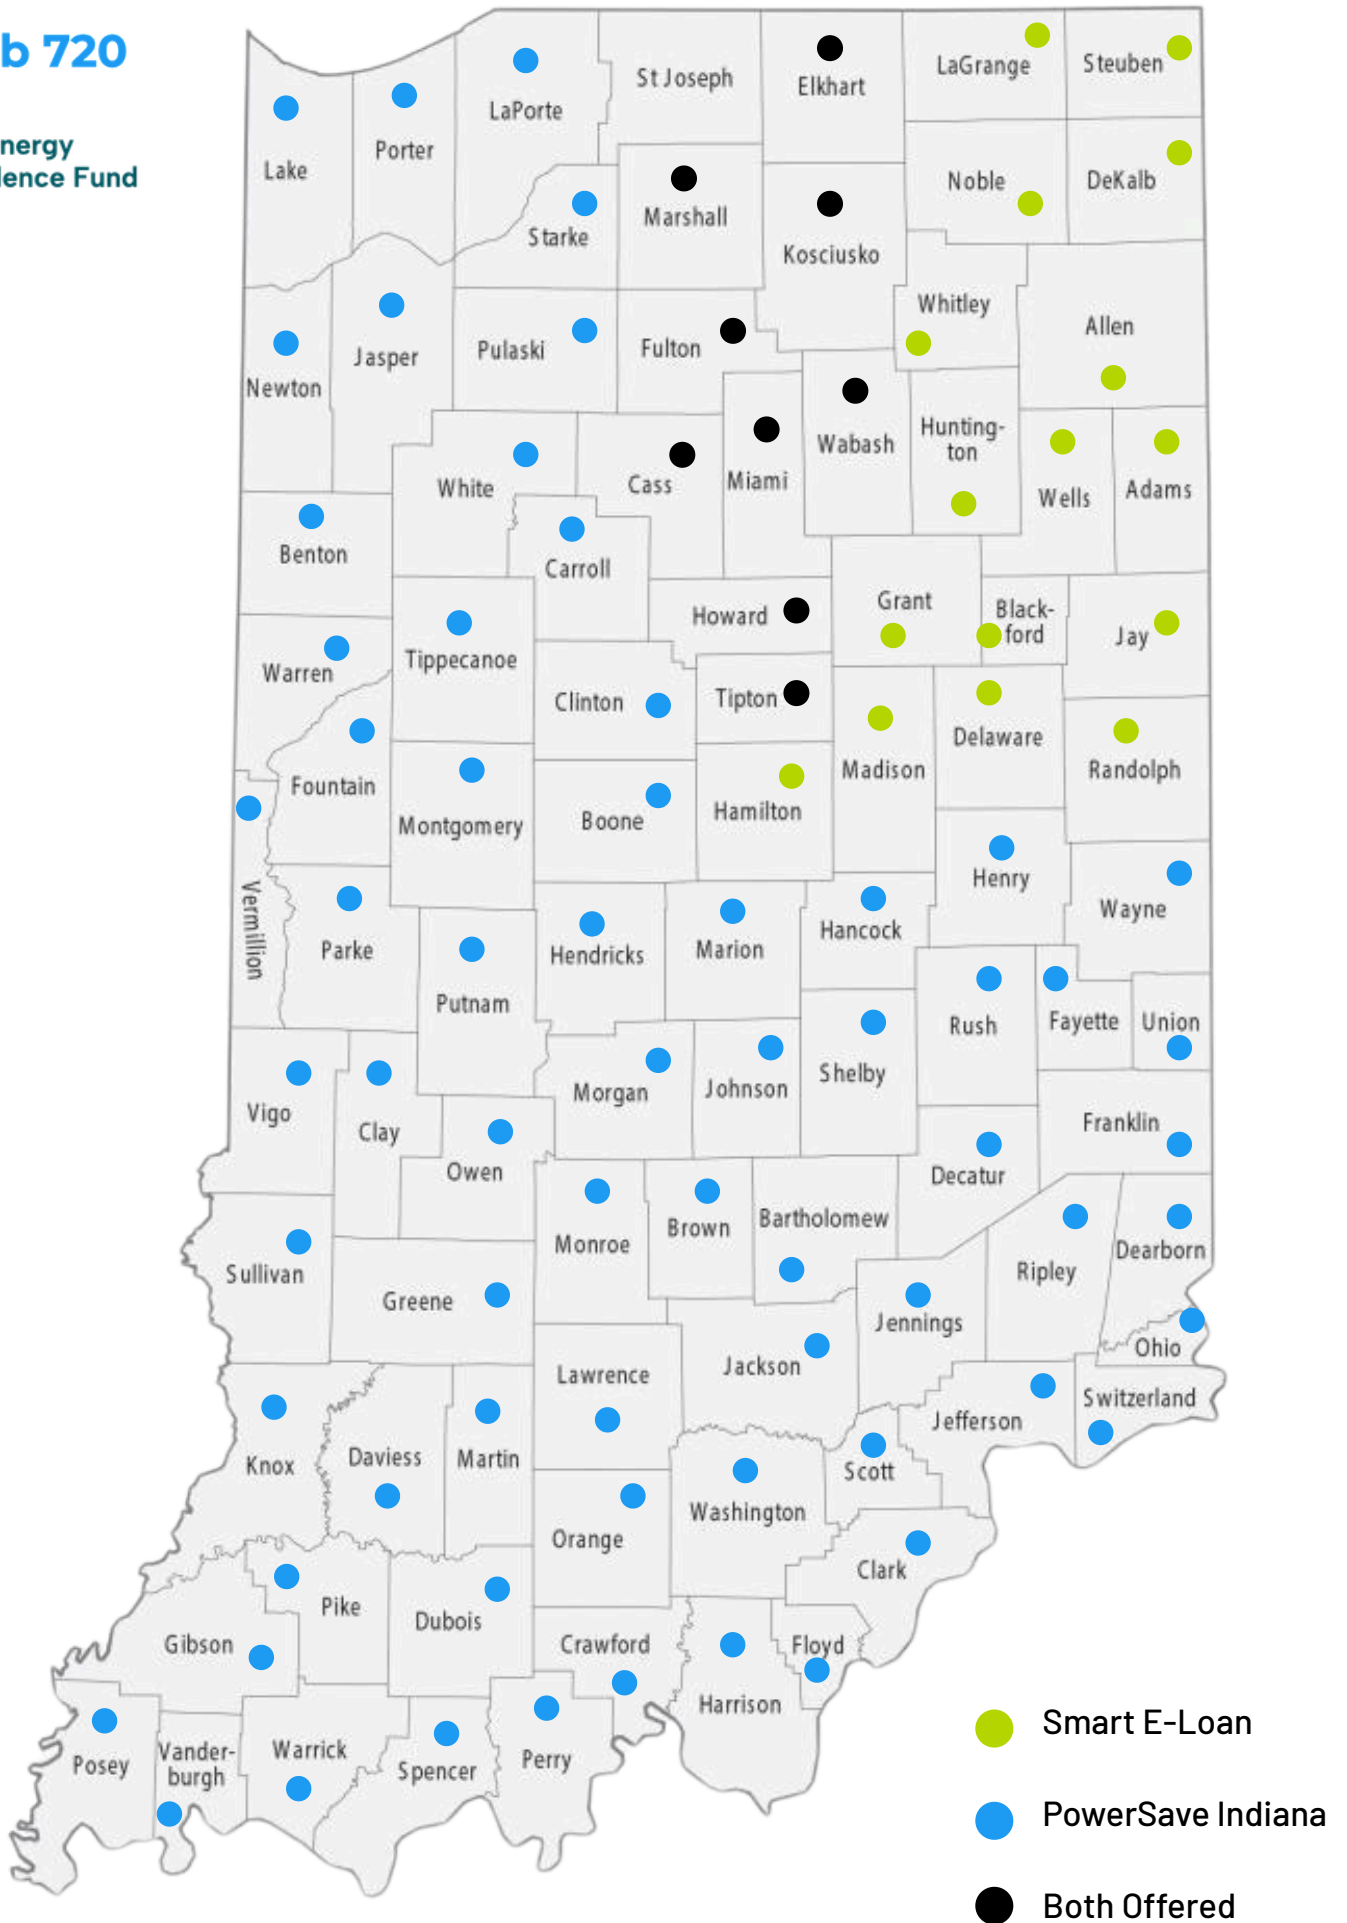 b 720
nergy
lence Fund
St Joseph
Elkhart
LaGrange
Steuben
LaPorte
Porter
Lake
Noble
DeKalb
Marshall
Starke
Kosciusko
Whitley
Allen
Jasper
Pulaski
Fulton
Newton
Hunting-
ton
Wabash
White
Cass
Miami
Wells
Adams
Benton
Carroll
Howard
Grant
Black-
ford
Jay
Warren
Tippecanoe
Clinton
Tipton
Delaware
Madison
Randolph
Fountain
Montgomery
Boone
Hamilton
Henry
Wayne
Vermillion
Parke
Hendricks
Marion
Hancock
Putnam
Rush
Fayette
Union
Vigo
Clay
Morgan
Johnson
Shelby
Franklin
Owen
Decatur
Monroe
Brown
Bartholomew
Dearborn
Sullivan
Greene
Ripley
Jennings
Ohio
Lawrence
Jackson
Switzerland
Jefferson
Knox
Daviess
Martin
Scott
Washington
Orange
Clark
Pike
Dubois
Gibson
Crawford
Floyd
Harrison
Posey
Vander-
burgh
Warrick
Spencer
Perry
Smart E-Loan
PowerSave Indiana
Both Offered